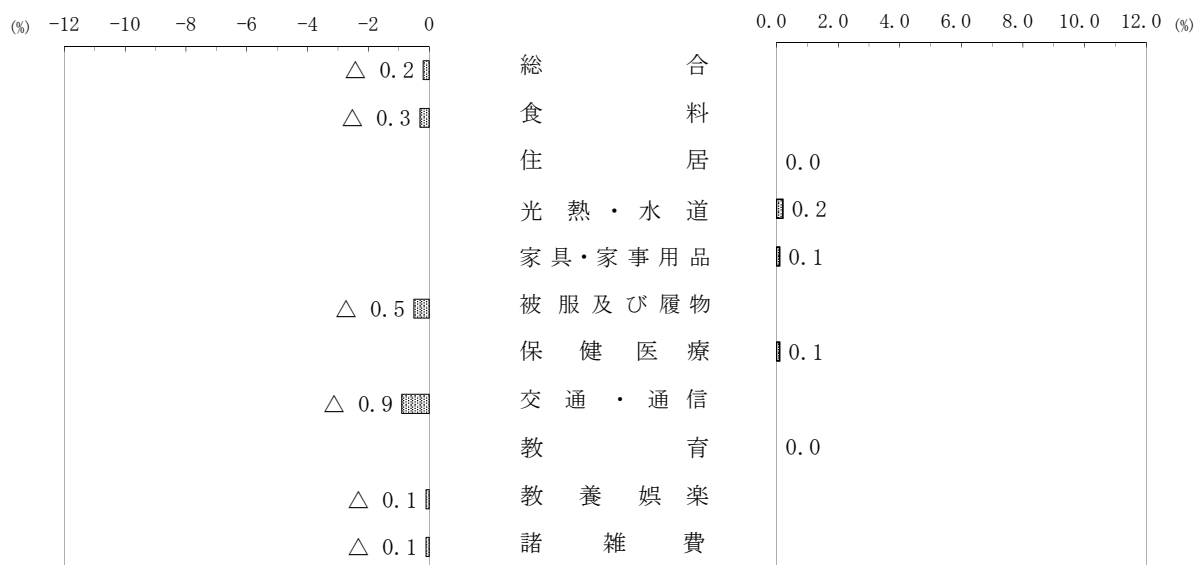 (%) -12 -10 -8 -6 -4 -2 0 0.0 2.0 4.0 6.0 8.0 10.0 12.0 (%)
△ 0.2 総合
△ 0.3 食料
住居 0.0
光熱・水道 0.2
家具・家事用品 0.1
△ 0.5 被服及び履物
保健医療 0.1
△ 0.9 交通・通信
教育 0.0
△ 0.1 教養娯楽
△ 0.1 諸雑費